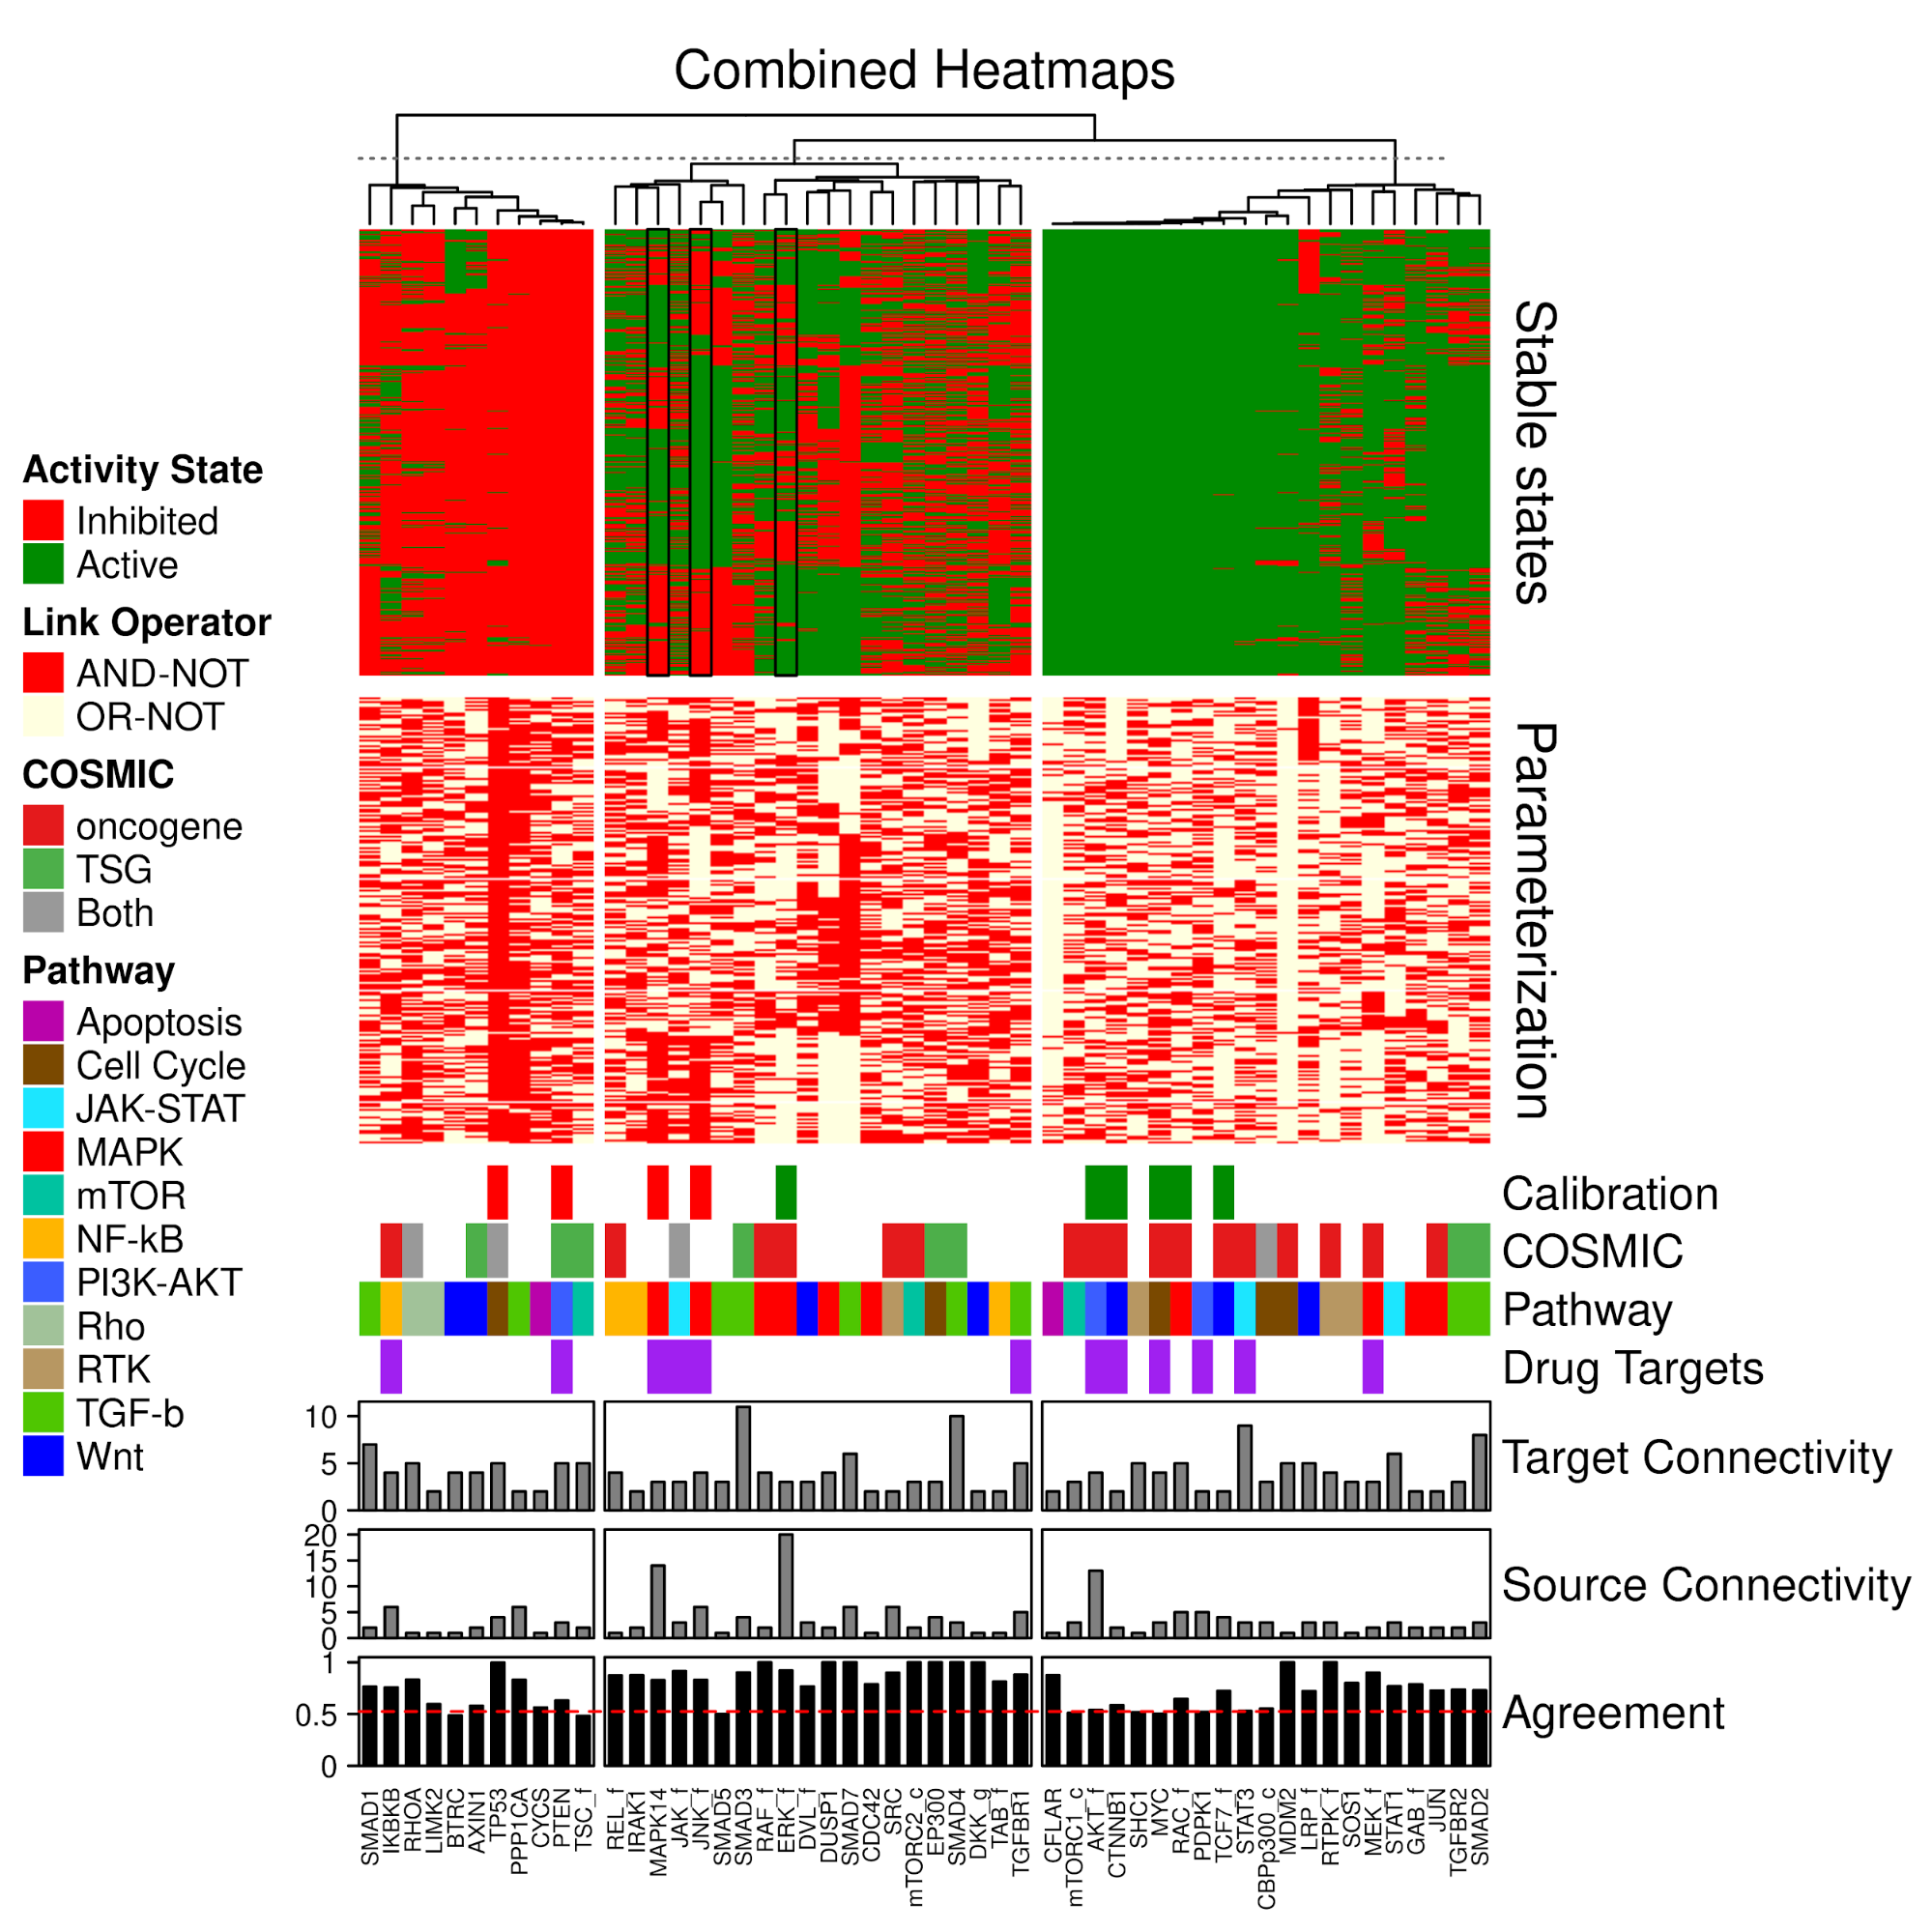 Combined Heatmaps
Stable states
Parameterization
Activity State
Inhibited
Active
Link Operator
AND-NOT
OR-NOT
COSMIC
oncogene
TSG
Both
Pathway
Apoptosis
Cell Cycle
JAK-STAT
MAPK
mTOR
NF-kB
PI3K-AKT
Rho
RTK
TGF-b
Wnt
Calibration
COSMIC
Pathway
Drug Targets
Target Connectivity
10
5
0
Source Connectivity
20
15
10
5
0
Agreement
1
0.5
0
SMAD1
IKBKB
RHOA
LIMK2
BTRC
AXIN1
TP53
PPP1CA
CYCS
PTEN
TSC_f
REL_f
IRAK1
MAPK14
JAK_f
JNK_f
SMAD5
SMAD3
RAF_f
ERK_f
DVL_f
DUSP1
SMAD7
CDC42
SRC
mTORC2_c
EP300
SMAD4
DKK_g
TAB_f
TGFBR1
CFLAR
mTORC1_c
AKT_f
CTNNB1
SHC1
MYC
RAC_f
PDPK1
TCF7_f
STAT3
CBPp300_c
MDM2
LRP_f
RTPK_f
SOS1
MEK_f
STAT1
GAB_f
JUN
TGFBR2
SMAD2